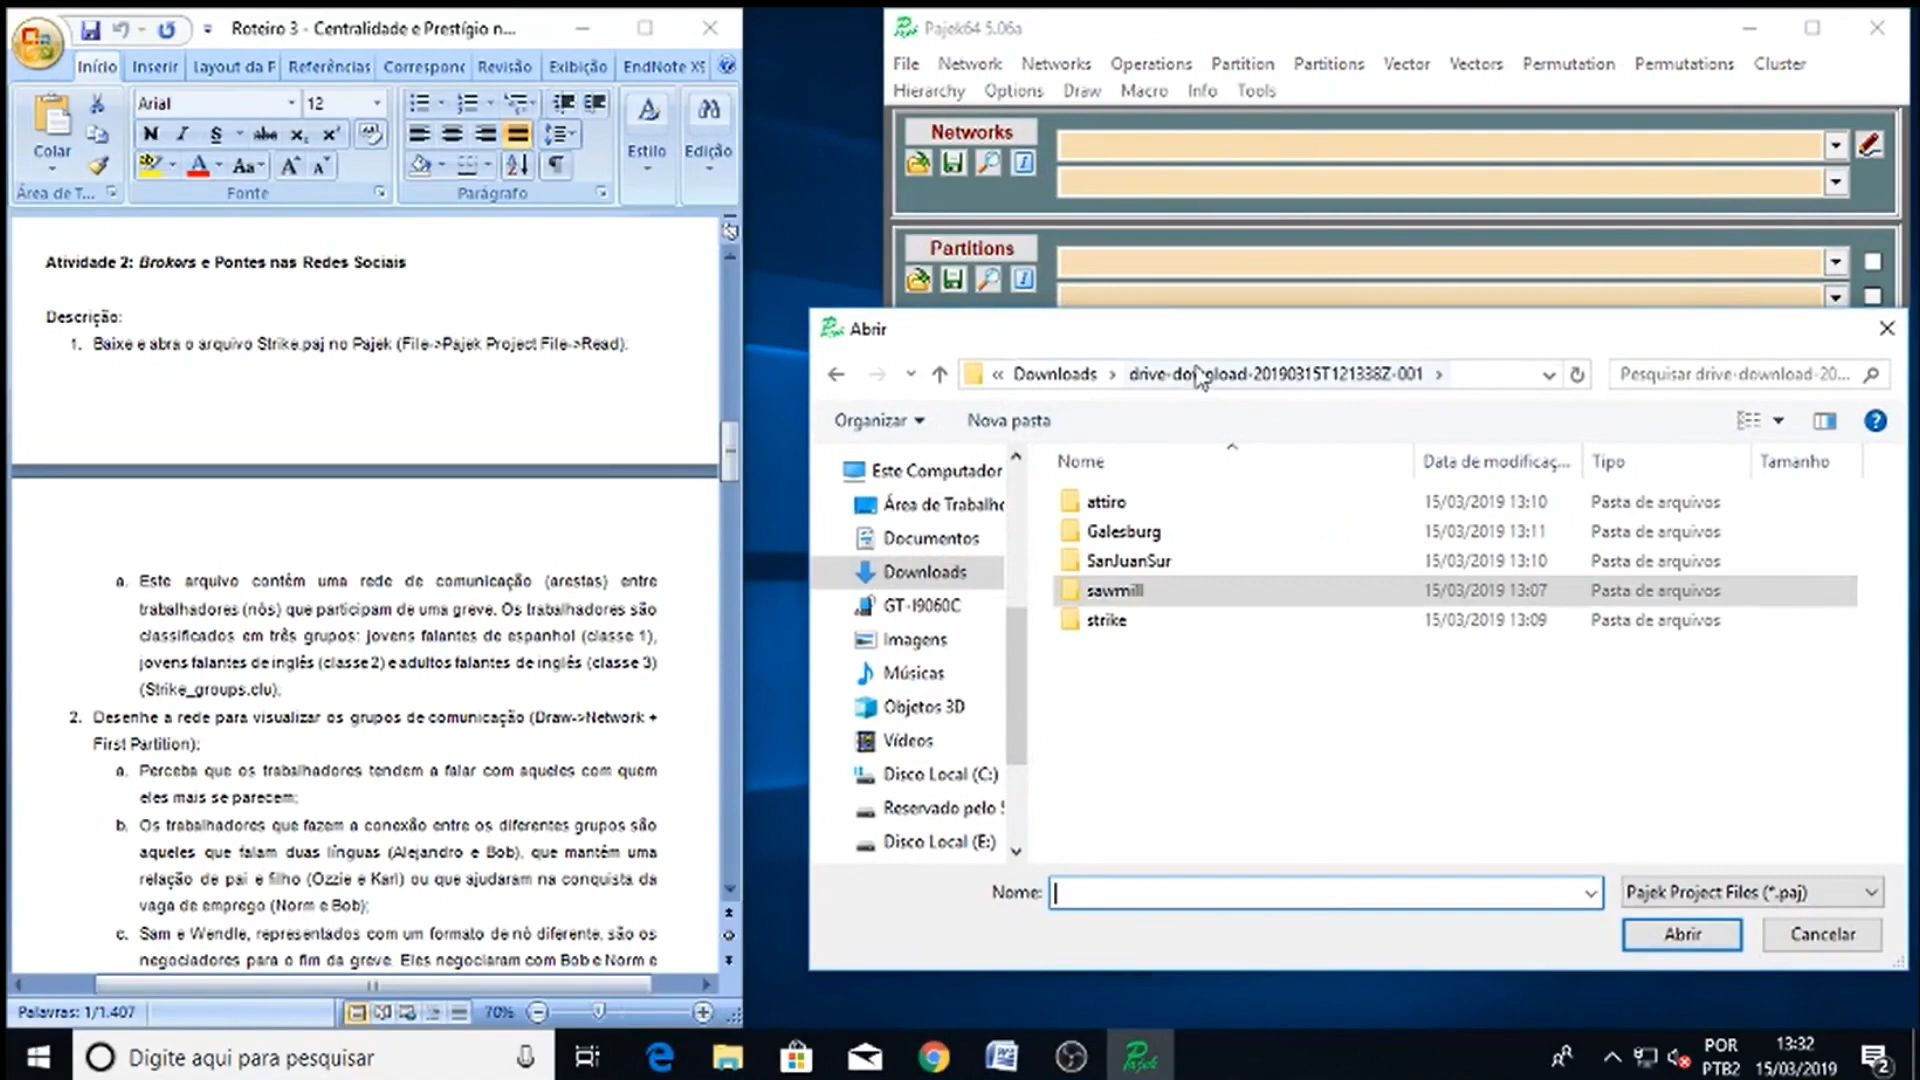 Roteiro 3 - Centralidade e Prestígio n...
Início Inserir Layout da F Referências Correspond Revisão Exibição EndNote X9
Colar
Arial 12
N I S abe x₂ x²
Aa A A
Estilo Edição
Área de T... Fonte Parágrafo
Atividade 2: Brokers e Pontes nas Redes Sociais
Descrição:
1. Baixe e abra o arquivo Strike.paj no Pajek (File->Pajek Project File->Read).
a. Este arquivo contém uma rede de comunicação (arestas) entre
trabalhadores (nós) que participam de uma greve. Os trabalhadores são
classificados em três grupos: jovens falantes de espanhol (classe 1),
jovens falantes de inglês (classe 2) e adultos falantes de inglês (classe 3)
(Strike_groups.clu);
2. Desenhe a rede para visualizar os grupos de comunicação (Draw->Network +
First Partition);
a. Perceba que os trabalhadores tendem a falar com aqueles com quem
eles mais se parecem;
b. Os trabalhadores que fazem a conexão entre os diferentes grupos são
aqueles que falam duas línguas (Alejandro e Bob), que mantém uma
relação de pai e filho (Ozzie e Karl) ou que ajudaram na conquista da
vaga de emprego (Norm e Bob);
c. Sam e Wendle, representados com um formato de nó diferente, são os
negociadores para o fim da greve. Eles negociaram com Bob e Norm e
Palavras: 1/1.407 70%
Pajek64 5.06a
File Network Networks Operations Partition Partitions Vector Vectors Permutation Permutations Cluster
Hierarchy Options Draw Macro Info Tools
Networks
Partitions
Abrir
« Downloads › drive-download-20190315T121338Z-001 ›
Pesquisar drive-download-20...
Organizar Nova pasta
Nome Data de modificaç... Tipo Tamanho
Este Computador
Área de Trabalho
Documentos
Downloads
GT-I9060C
Imagens
Músicas
Objetos 3D
Vídeos
Disco Local (C:)
Reservado pelo S
Disco Local (E:)
attiro 15/03/2019 13:10 Pasta de arquivos
Galesburg 15/03/2019 13:11 Pasta de arquivos
SanJuanSur 15/03/2019 13:10 Pasta de arquivos
sawmill 15/03/2019 13:07 Pasta de arquivos
strike 15/03/2019 13:09 Pasta de arquivos
Nome: Pajek Project Files (*.paj)
Abrir Cancelar
Digite aqui para pesquisar
Pajek
POR
PTB2
13:32
15/03/2019
2